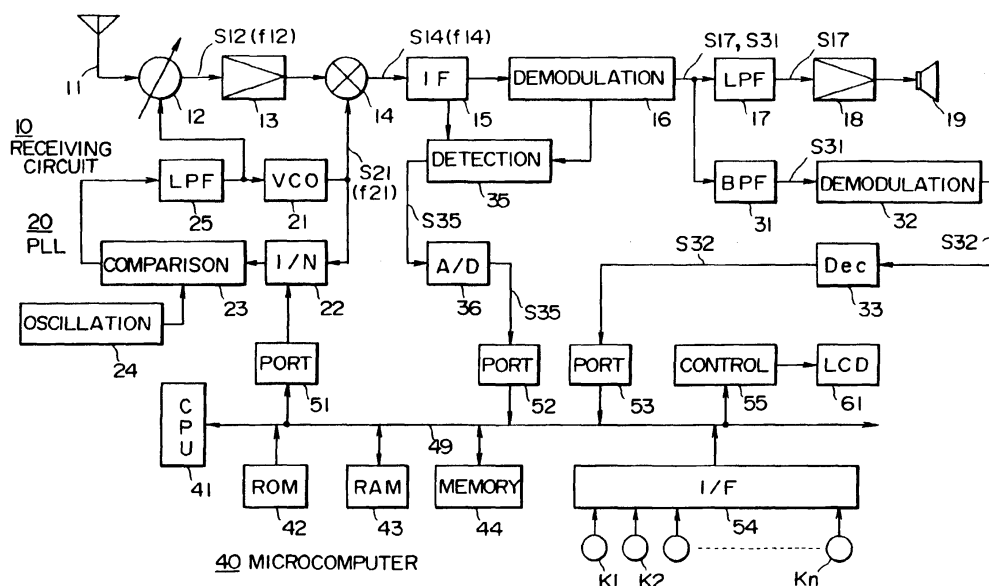 S12(f12)
S14(f14)
S17, S31
S17
11
12
13
14
IF
15
DEMODULATION
16
LPF
17
18
19
10
RECEIVING
CIRCUIT
LPF
25
VCO
21
S21
(f21)
DETECTION
35
S31
BPF
31
DEMODULATION
32
20
PLL
S35
S32
S32
COMPARISON
23
1/N
22
A/D
36
Dec
33
OSCILLATION
24
S35
PORT
51
PORT
52
PORT
53
CONTROL
55
LCD
61
CPU
41
49
ROM
42
RAM
43
MEMORY
44
I/F
54
40 MICROCOMPUTER
K1
K2
Kn